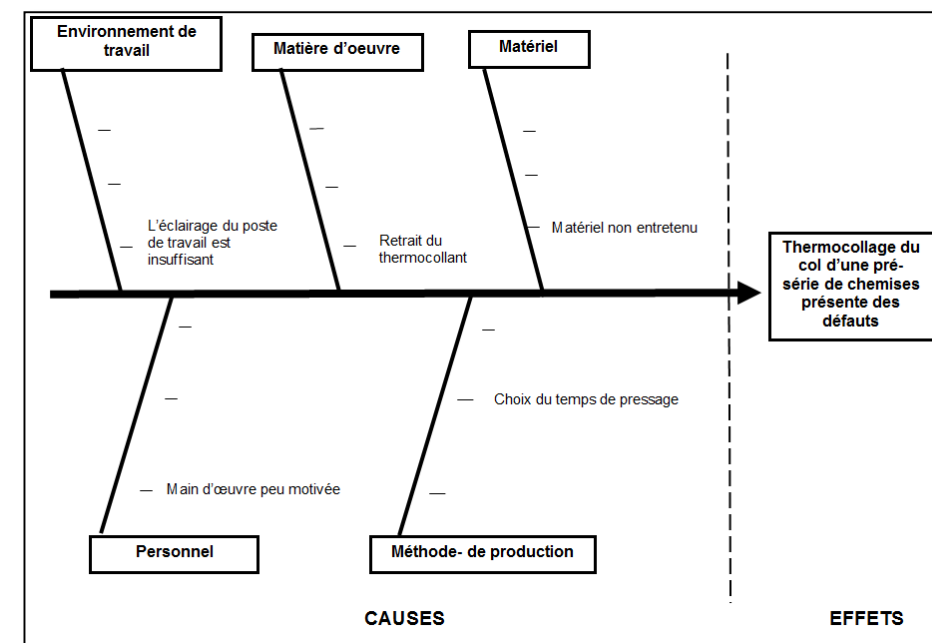 Environnement de
travail
Matière d'oeuvre
Matériel
L'éclairage du poste
de travail est
insuffisant
Retrait du
thermocollant
Matériel non entretenu
Thermocollage du
col d'une pré-
série de chemises
présente des
défauts
Choix du temps de pressage
Main d'œuvre peu motivée
Personnel
Méthode- de production
CAUSES
EFFETS